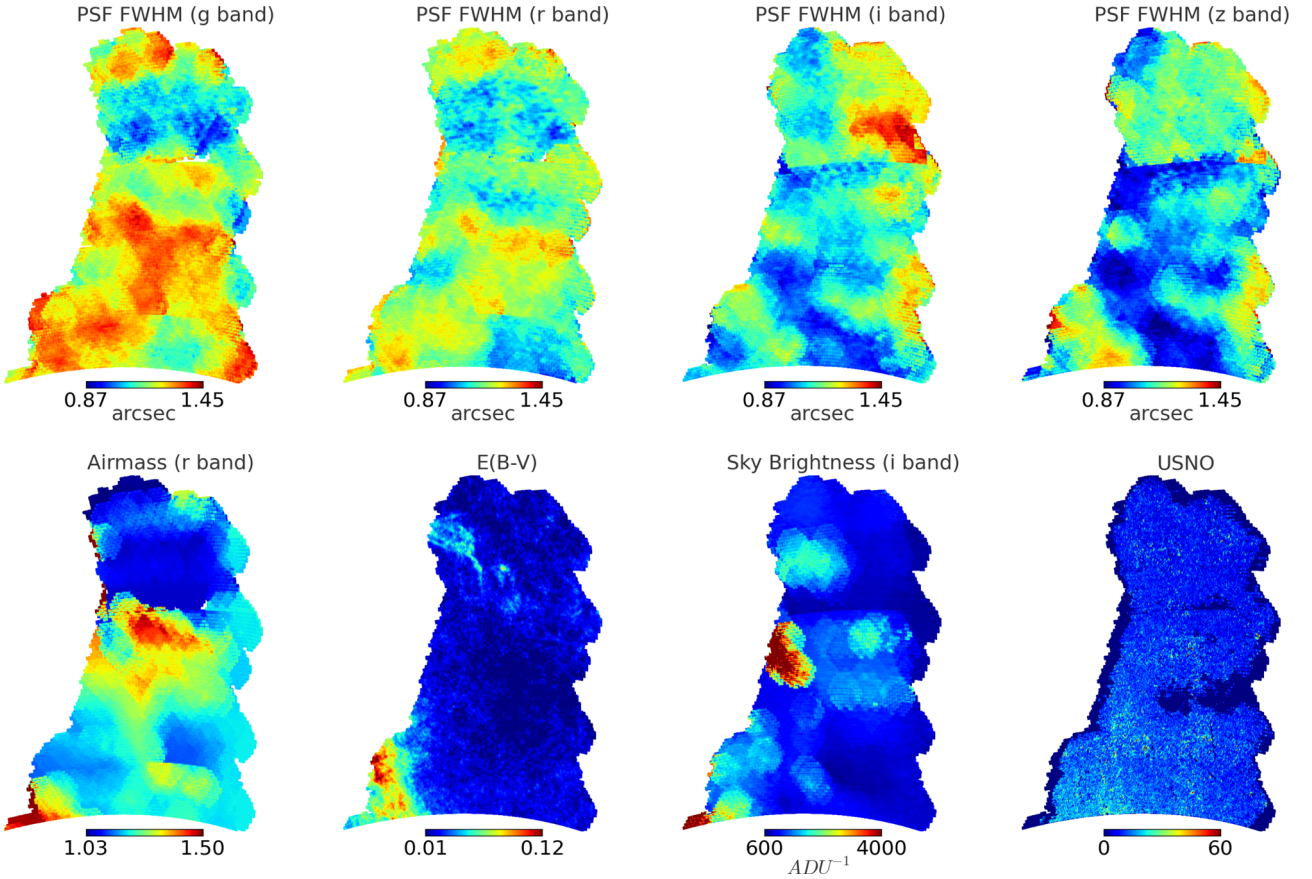 PSF FWHM (g band)
PSF FWHM (r band)
PSF FWHM (i band)
PSF FWHM (z band)
0.87 1.45
arcsec
0.87 1.45
arcsec
0.87 1.45
arcsec
0.87 1.45
arcsec
Airmass (r band)
E(B-V)
Sky Brightness (i band)
USNO
1.03 1.50
0.01 0.12
600 4000
ADU⁻¹
0 60